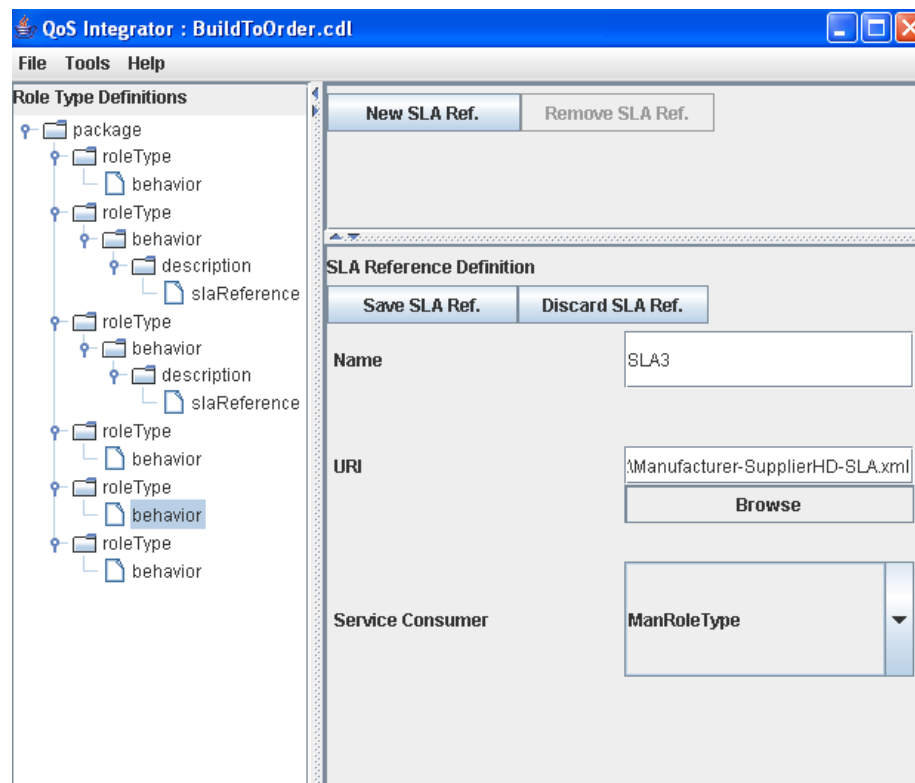 QoS Integrator : BuildToOrder.cdl
File Tools Help
Role Type Definitions
package
roleType
behavior
roleType
behavior
description
slaReference
roleType
behavior
description
slaReference
roleType
behavior
roleType
behavior
roleType
behavior
New SLA Ref. Remove SLA Ref.
SLA Reference Definition
Save SLA Ref. Discard SLA Ref.
Name SLA3
URI \Manufacturer-SupplierHD-SLA.xml
Browse
Service Consumer ManRoleType